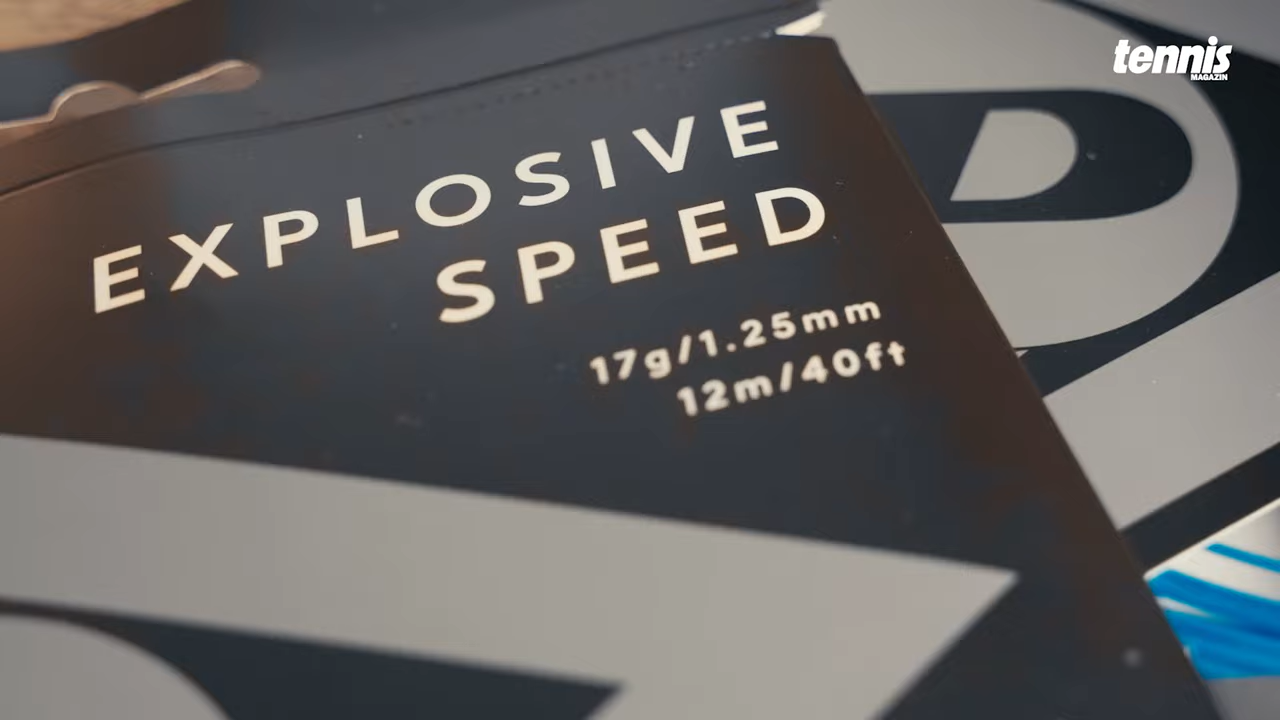 tennis
MAGAZIN
EXPLOSIVE
SPEED
17g/1.25mm
12m/40ft